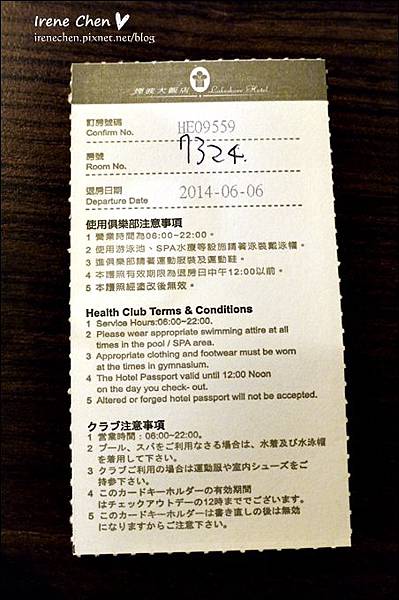 Irene Chen
irenechen.pixnet.net/blog
煙波大飯店 Lakeshore Hotel
訂房號碼
Confirm No. HE09559
房號
Room No. 7324
退房日期
Departure Date 2014-06-06
使用俱樂部注意事項
1 營業時間為06:00~22:00。
2 使用游泳池、SPA水療等設施請著泳裝戴泳帽。
3 進俱樂部請著運動服裝及運動鞋。
4 本護照有效期限為退房日中午12:00以前。
5 本護照經塗改後無效。
Health Club Terms & Conditions
1 Service Hours:06:00~22:00.
2 Please wear appropriate swimming attire at all
times in the pool / SPA area.
3 Appropriate clothing and footwear must be worn
at the times in gymnasium.
4 The Hotel Passport valid until 12:00 Noon
on the day you check- out.
5 Altered or forged hotel passport will not be accepted.
クラブ注意事項
1 営業時間：06:00~22:00。
2 プール、スパをご利用なさる場合は、水着及び水泳帽
を着用して下さい。
3 クラブご利用の場合は運動服や室内シューズをご
持参下さい。
4 このカードキーホルダーの有効期間
はチェックアウトデーの12時まででございます。
5 このカードキーホルダーは書き直しの後は無効
になりますからご注意下さい。